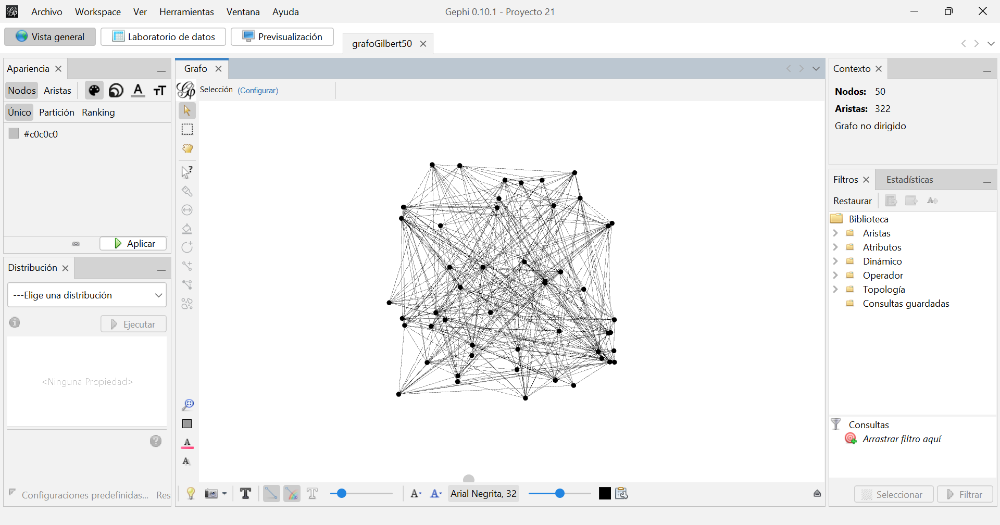 Archivo Workspace Ver Herramientas Ventana Ayuda
Gephi 0.10.1 - Proyecto 21
Vista general
Laboratorio de datos
Previsualización
grafoGilbert50
Apariencia
Nodos Aristas
Único Partición Ranking
#c0c0c0
Aplicar
Distribución
---Elige una distribución
Ejecutar
<Ninguna Propiedad>
Configuraciones predefinidas... Res
Grafo
Selección (Configurar)
Arial Negrita, 32
Contexto
Nodos: 50
Aristas: 322
Grafo no dirigido
Filtros Estadísticas
Restaurar
Biblioteca
Aristas
Atributos
Dinámico
Operador
Topología
Consultas guardadas
Consultas
Arrastrar filtro aquí
Seleccionar Filtrar